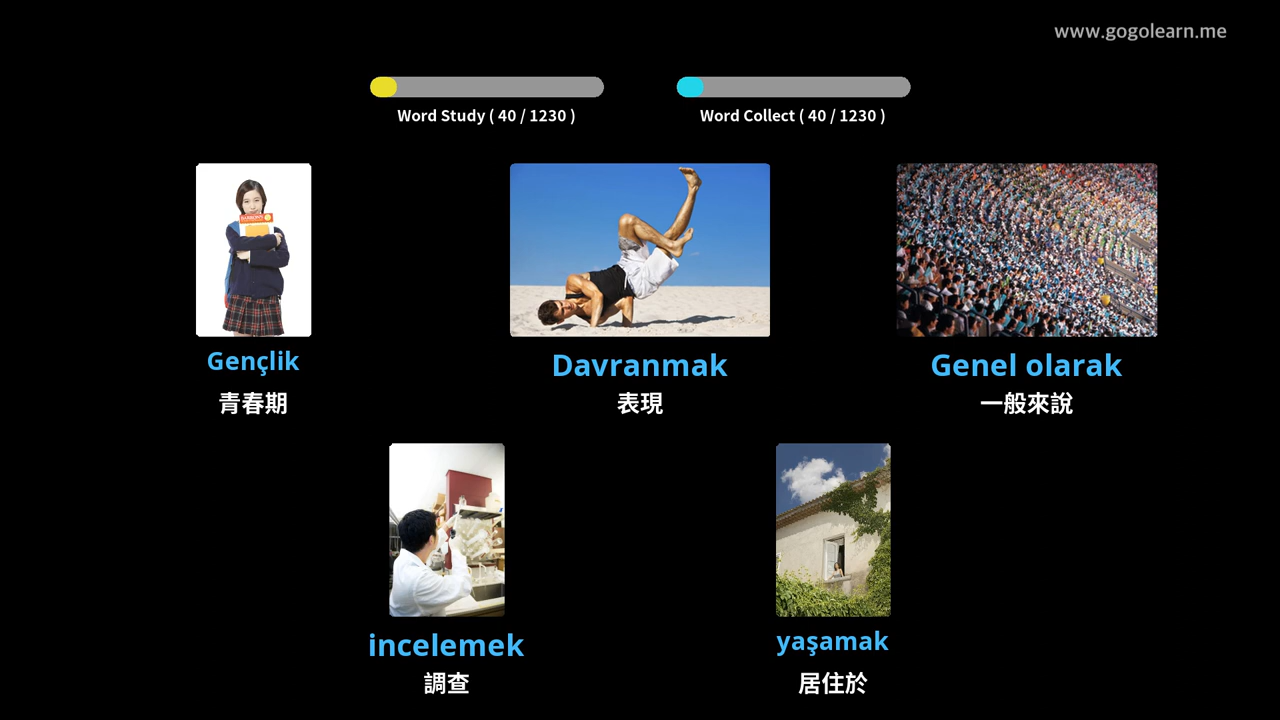 www.gogolearn.me
Word Study ( 40 / 1230 )
Word Collect ( 40 / 1230 )
BARRON'S
Gençlik
青春期
Davranmak
表現
Genel olarak
一般來說
incelemek
調查
yaşamak
居住於